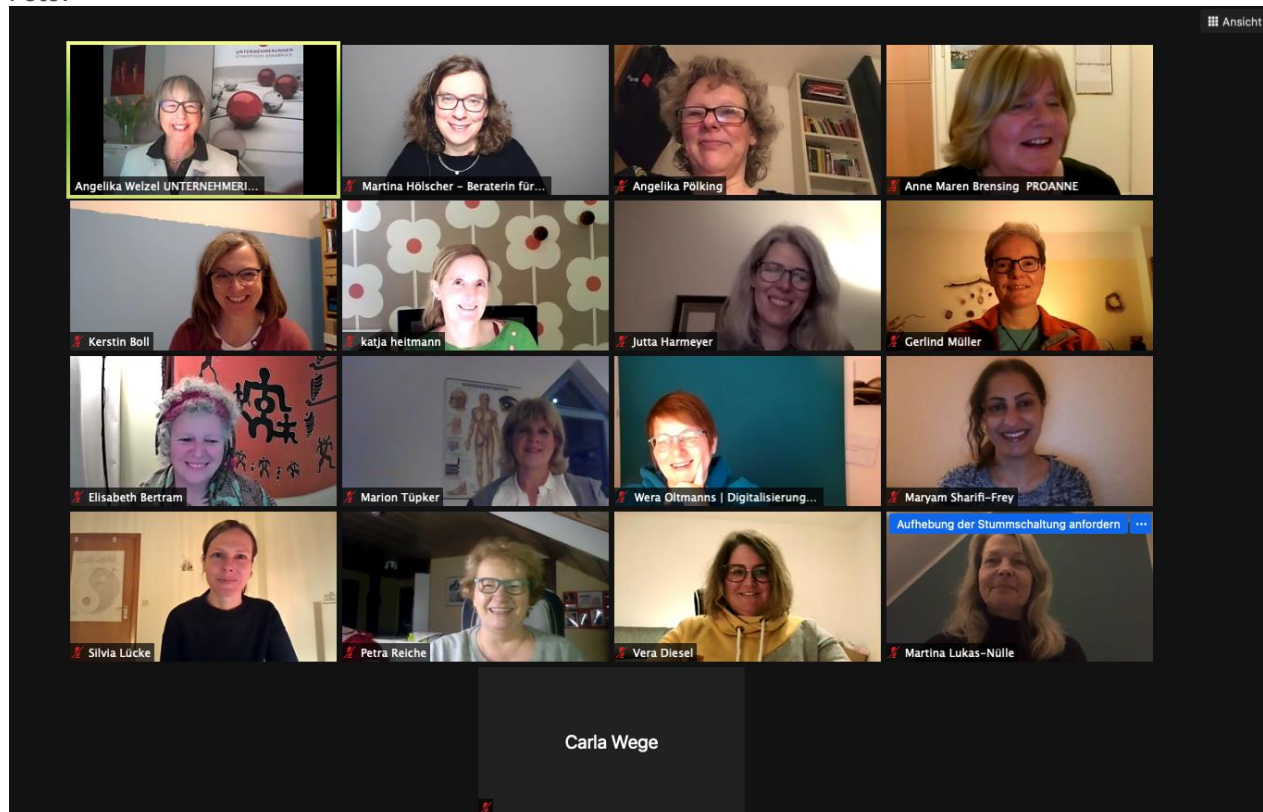 Ansicht
UNTERNEHMERINNEN
Angelika Welzel UNTERNEHMERI...
Martina Hölscher – Beraterin für...
Angelika Pölking
Anne Maren Brensing PROANNE
Kerstin Boll
katja heitmann
Jutta Harmeyer
Gerlind Müller
Elisabeth Bertram
Marion Tüpker
Wera Oltmanns | Digitalisierung...
Maryam Sharifi-Frey
Aufhebung der Stummschaltung anfordern ...
Silvia Lücke
Petra Reiche
Vera Diesel
Martina Lukas-Nülle
Carla Wege